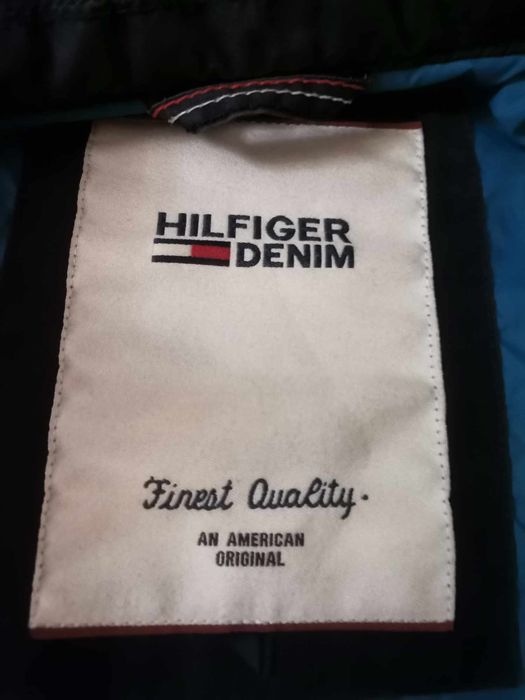 HILFIGER
DENIM
Finest Quality.
AN AMERICAN
ORIGINAL